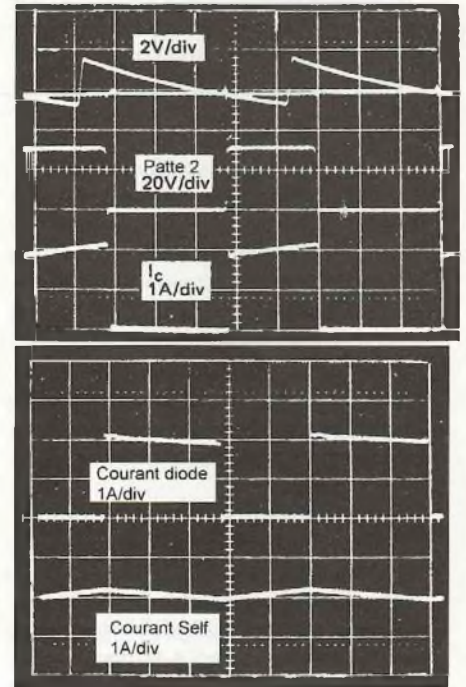 2V/div
Patte 2
20V/div
Ic
1A/div
Courant diode
1A/div
Courant Self
1A/div